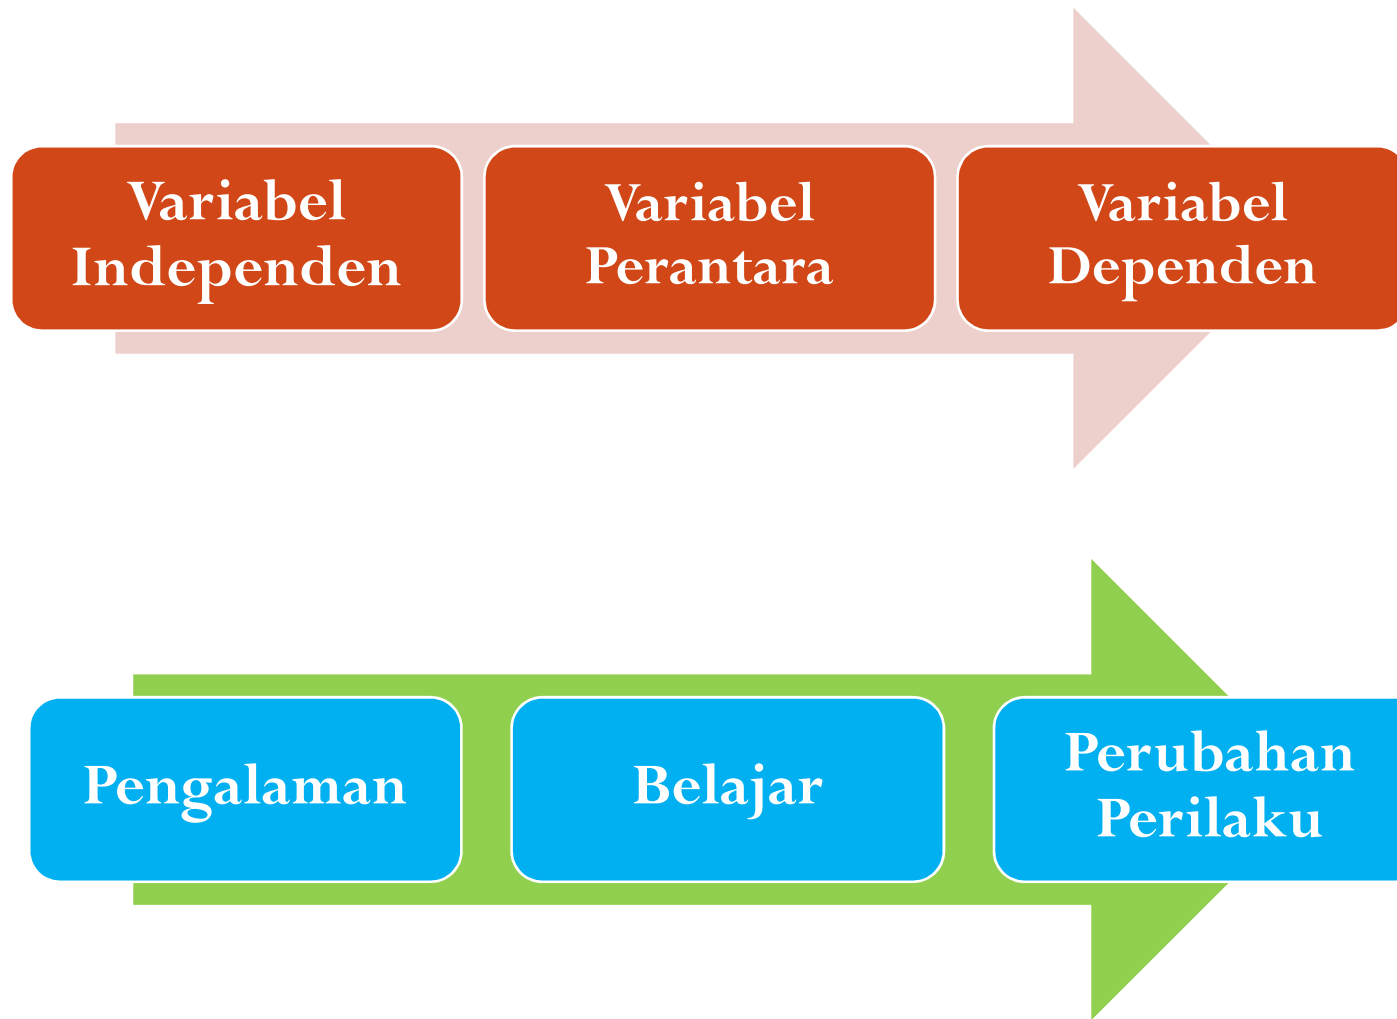 Variabel
Independen
Variabel
Perantara
Variabel
Dependen
Pengalaman
Belajar
Perubahan
Perilaku